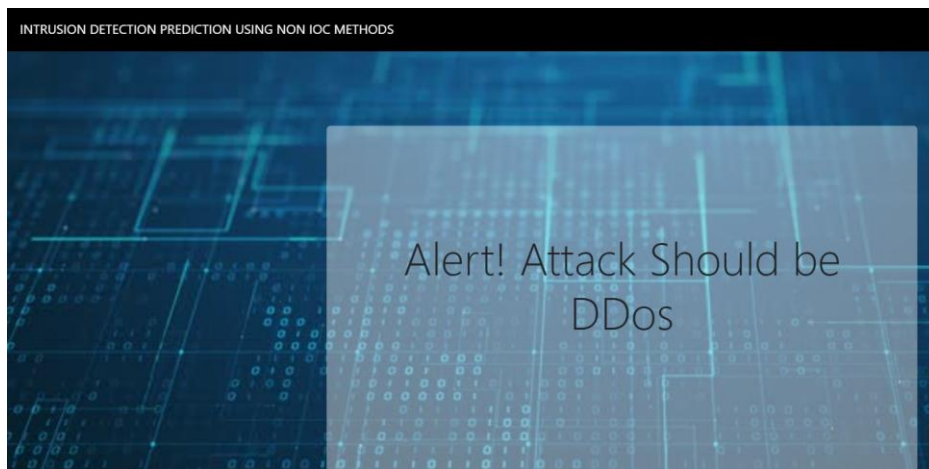 INTRUSION DETECTION PREDICTION USING NON IOC METHODS
Alert! Attack Should be
DDos